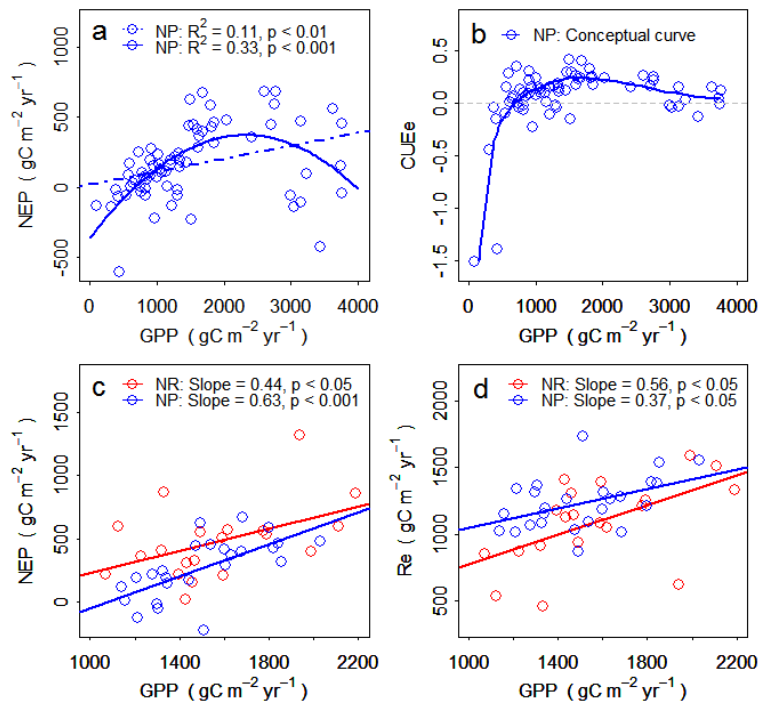 a
NP: R² = 0.11, p < 0.01
NP: R² = 0.33, p < 0.001
NEP ( gC m⁻² yr⁻¹ )
1000
500
0
-500
0 1000 2000 3000 4000
GPP ( gC m⁻² yr⁻¹ )
b
NP: Conceptual curve
CUEe
0.5
0.0
-0.5
-1.0
-1.5
0 1000 2000 3000 4000
GPP ( gC m⁻² yr⁻¹ )
c
NR: Slope = 0.44, p < 0.05
NP: Slope = 0.63, p < 0.001
NEP ( gC m⁻² yr⁻¹ )
1500
1000
500
0
1000 1400 1800 2200
GPP ( gC m⁻² yr⁻¹ )
d
NR: Slope = 0.56, p < 0.05
NP: Slope = 0.37, p < 0.05
Re ( gC m⁻² yr⁻¹ )
2000
1500
1000
500
1000 1400 1800 2200
GPP ( gC m⁻² yr⁻¹ )